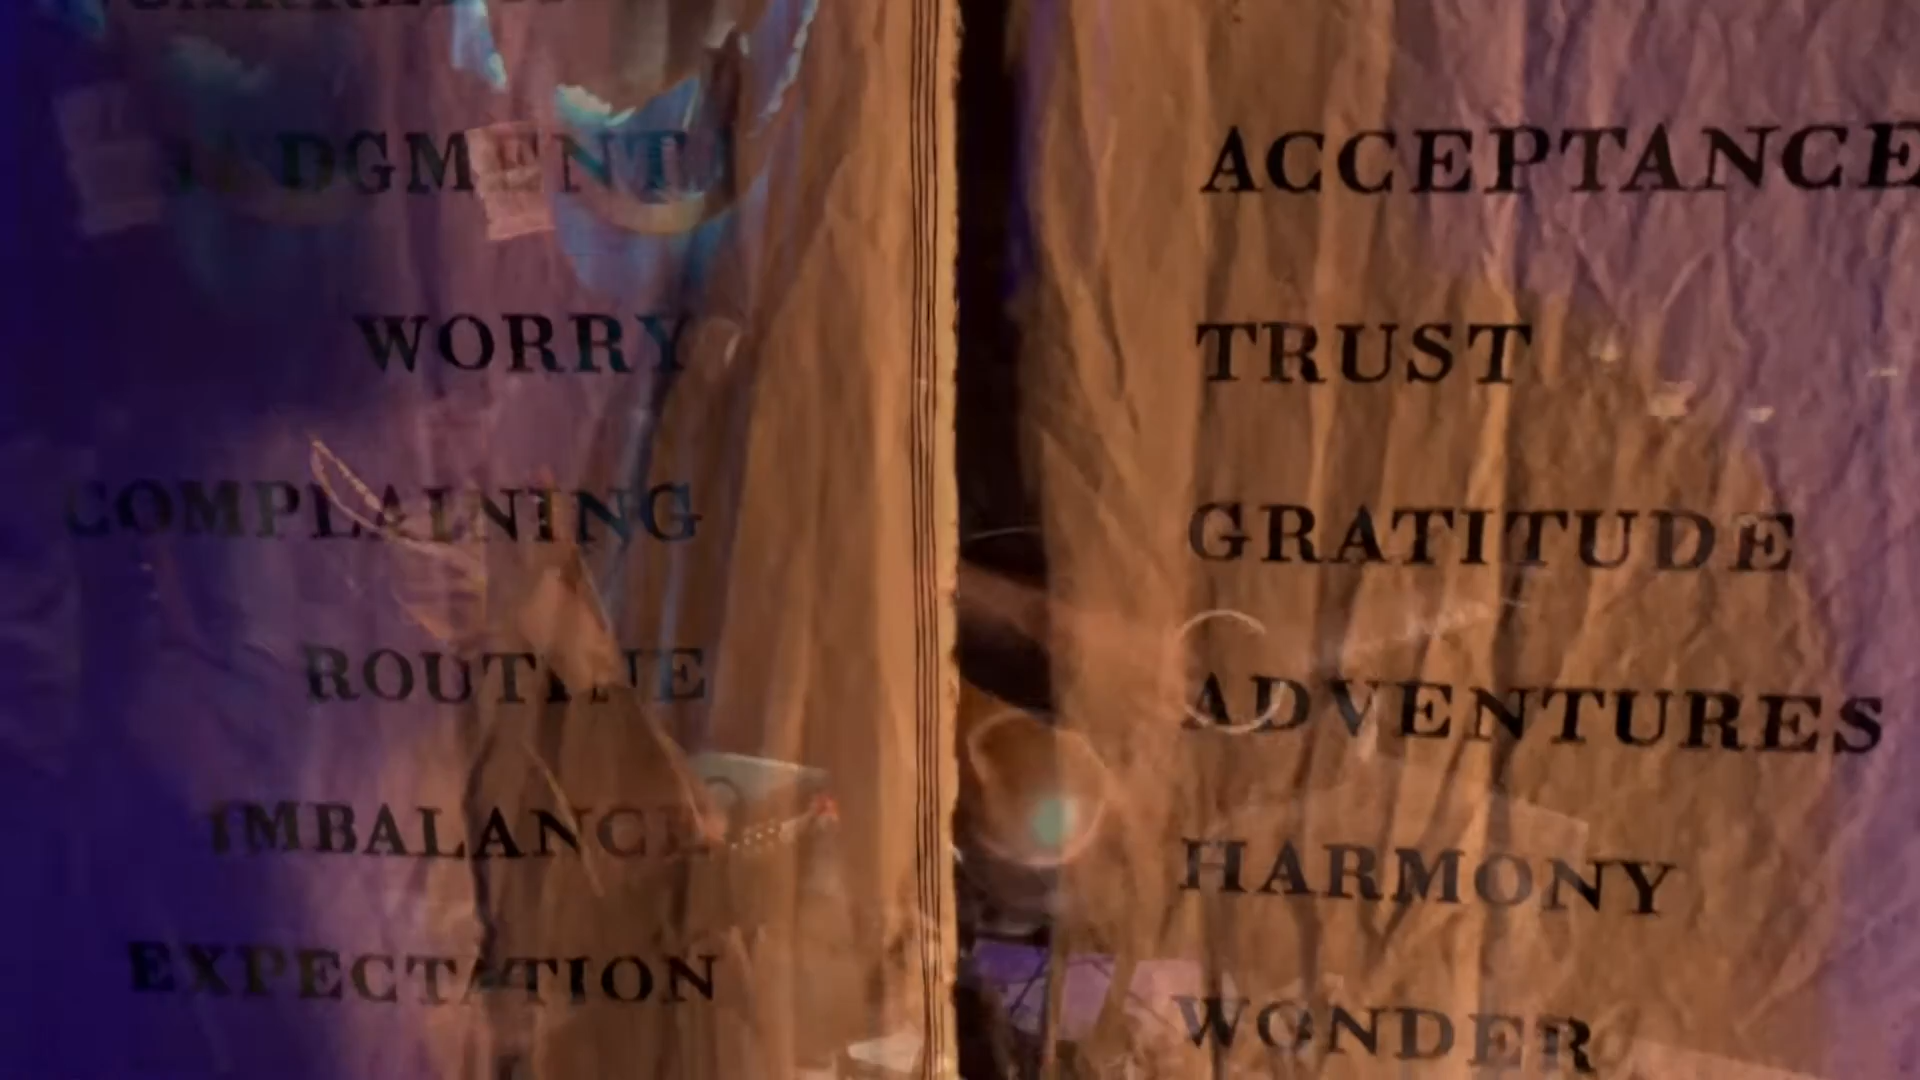 JUDGMENT
WORRY
COMPLAINING
ROUTINE
IMBALANCE
EXPECTATION
ACCEPTANCE
TRUST
GRATITUDE
ADVENTURES
HARMONY
WONDER